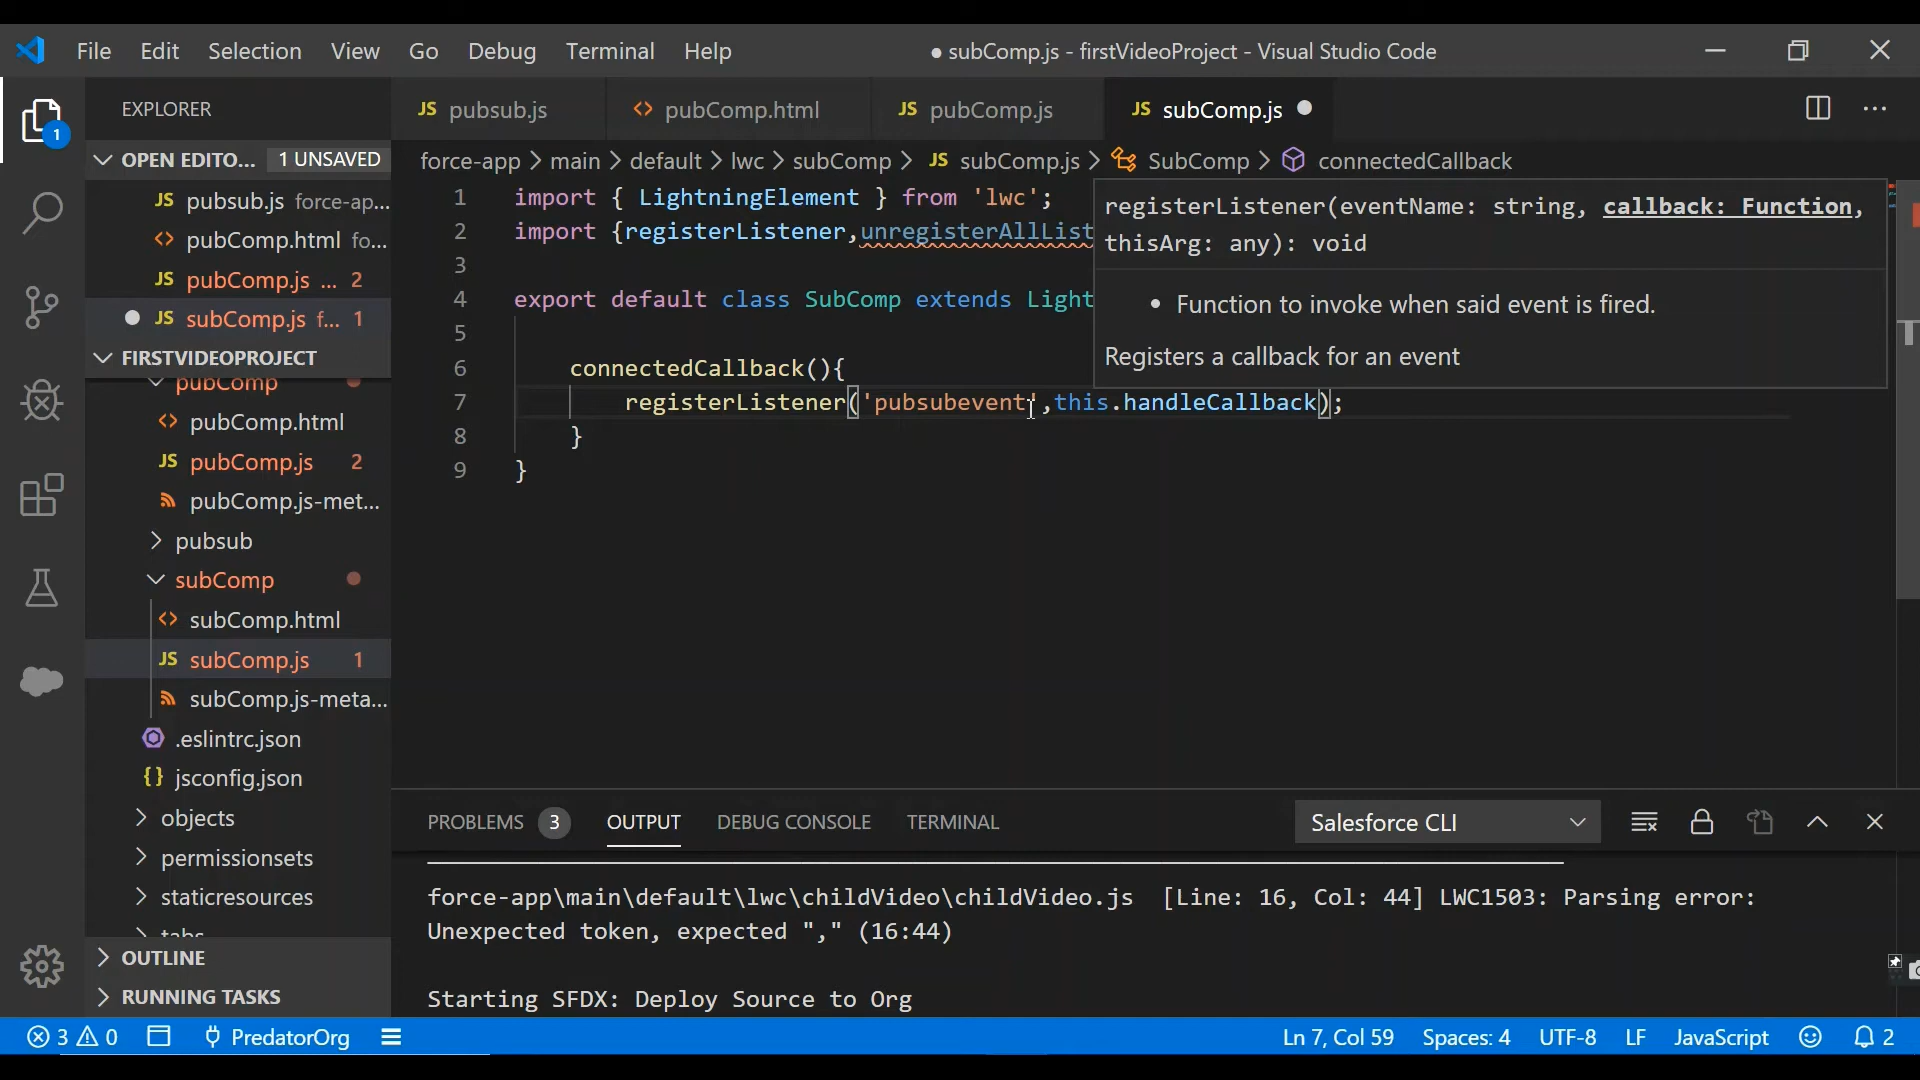 File Edit Selection View Go Debug Terminal Help
● subComp.js - firstVideoProject - Visual Studio Code
EXPLORER
JS pubsub.js
<> pubComp.html
JS pubComp.js
JS subComp.js ●
OPEN EDITO... 1 UNSAVED
JS pubsub.js force-ap...
<> pubComp.html fo...
JS pubComp.js ... 2
● JS subComp.js f... 1
FIRSTVIDEOPROJECT
pubComp
<> pubComp.html
JS pubComp.js 2
pubComp.js-met...
> pubsub
subComp
<> subComp.html
JS subComp.js 1
subComp.js-meta...
.eslintrc.json
{} jsconfig.json
> objects
> permissionsets
> staticresources
> tabs
> OUTLINE
> RUNNING TASKS
1
force-app > main > default > lwc > subComp > JS subComp.js > SubComp > connectedCallback
1 import { LightningElement } from 'lwc';
2 import {registerListener,unregisterAllList
3
4 export default class SubComp extends Light
5
6 connectedCallback(){
7 registerListener('pubsubevent',this.handleCallback);
8 }
9 }
registerListener(eventName: string, callback: Function,
thisArg: any): void
• Function to invoke when said event is fired.
Registers a callback for an event
PROBLEMS 3 OUTPUT DEBUG CONSOLE TERMINAL
Salesforce CLI
force-app\main\default\lwc\childVideo\childVideo.js [Line: 16, Col: 44] LWC1503: Parsing error:
Unexpected token, expected "," (16:44)
Starting SFDX: Deploy Source to Org
3 0 PredatorOrg
Ln 7, Col 59 Spaces: 4 UTF-8 LF JavaScript 2